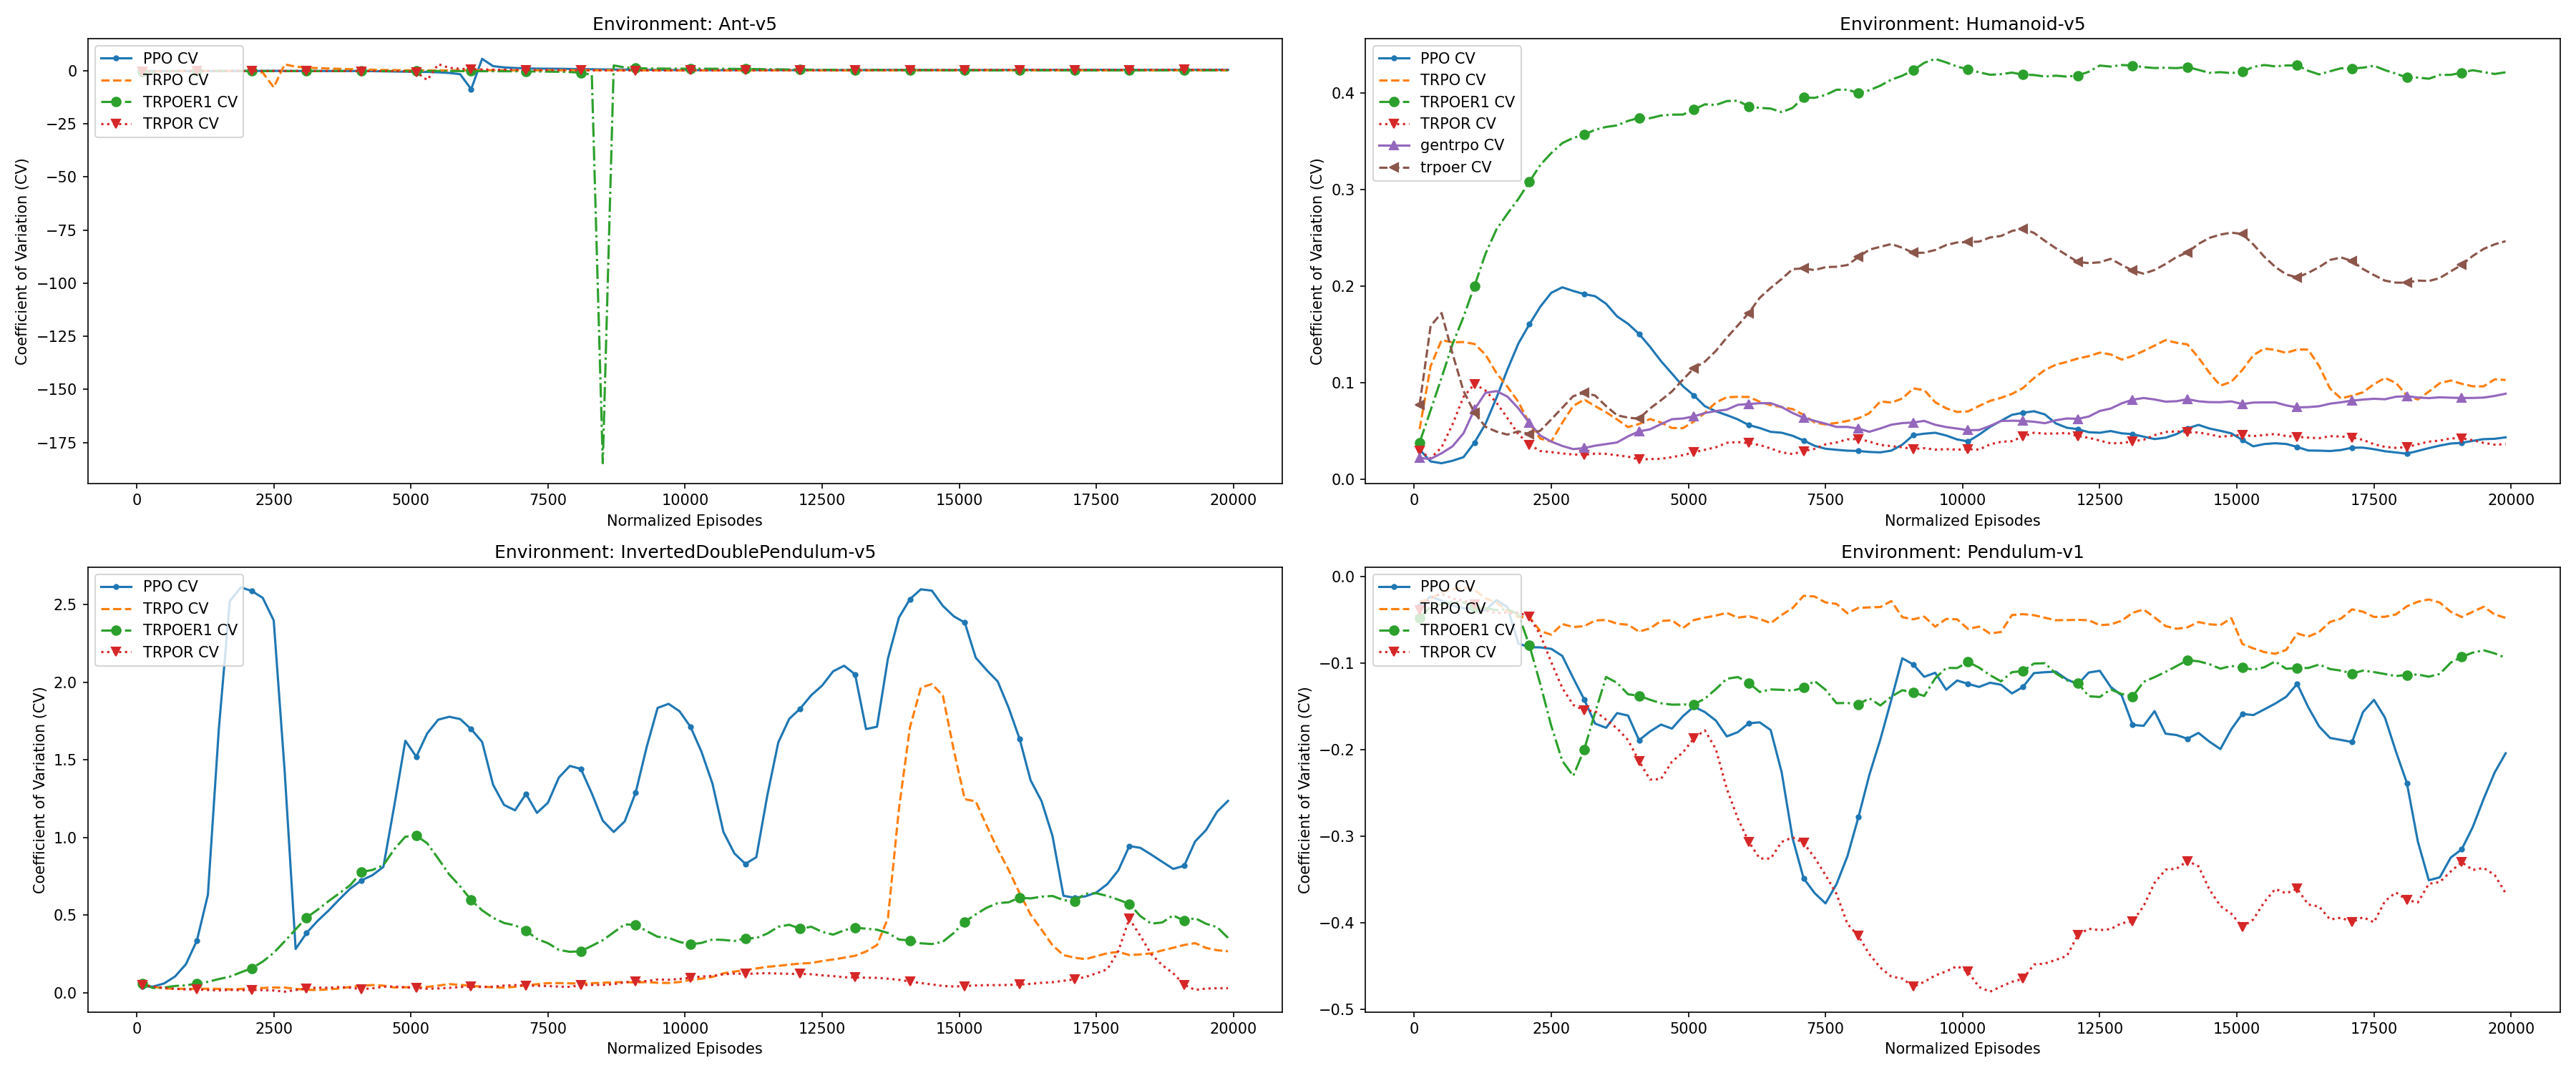 Environment: Ant-v5
PPO CV
TRPO CV
TRPOER1 CV
TRPOR CV
0
−25
−50
−75
−100
−125
−150
−175
Coefficient of Variation (CV)
0 2500 5000 7500 10000 12500 15000 17500 20000
Normalized Episodes
Environment: Humanoid-v5
PPO CV
TRPO CV
TRPOER1 CV
TRPOR CV
gentrpo CV
trpoer CV
0.4
0.3
0.2
0.1
0.0
Coefficient of Variation (CV)
0 2500 5000 7500 10000 12500 15000 17500 20000
Normalized Episodes
Environment: InvertedDoublePendulum-v5
PPO CV
TRPO CV
TRPOER1 CV
TRPOR CV
2.5
2.0
1.5
1.0
0.5
0.0
Coefficient of Variation (CV)
0 2500 5000 7500 10000 12500 15000 17500 20000
Normalized Episodes
Environment: Pendulum-v1
PPO CV
TRPO CV
TRPOER1 CV
TRPOR CV
0.0
−0.1
−0.2
−0.3
−0.4
−0.5
Coefficient of Variation (CV)
0 2500 5000 7500 10000 12500 15000 17500 20000
Normalized Episodes